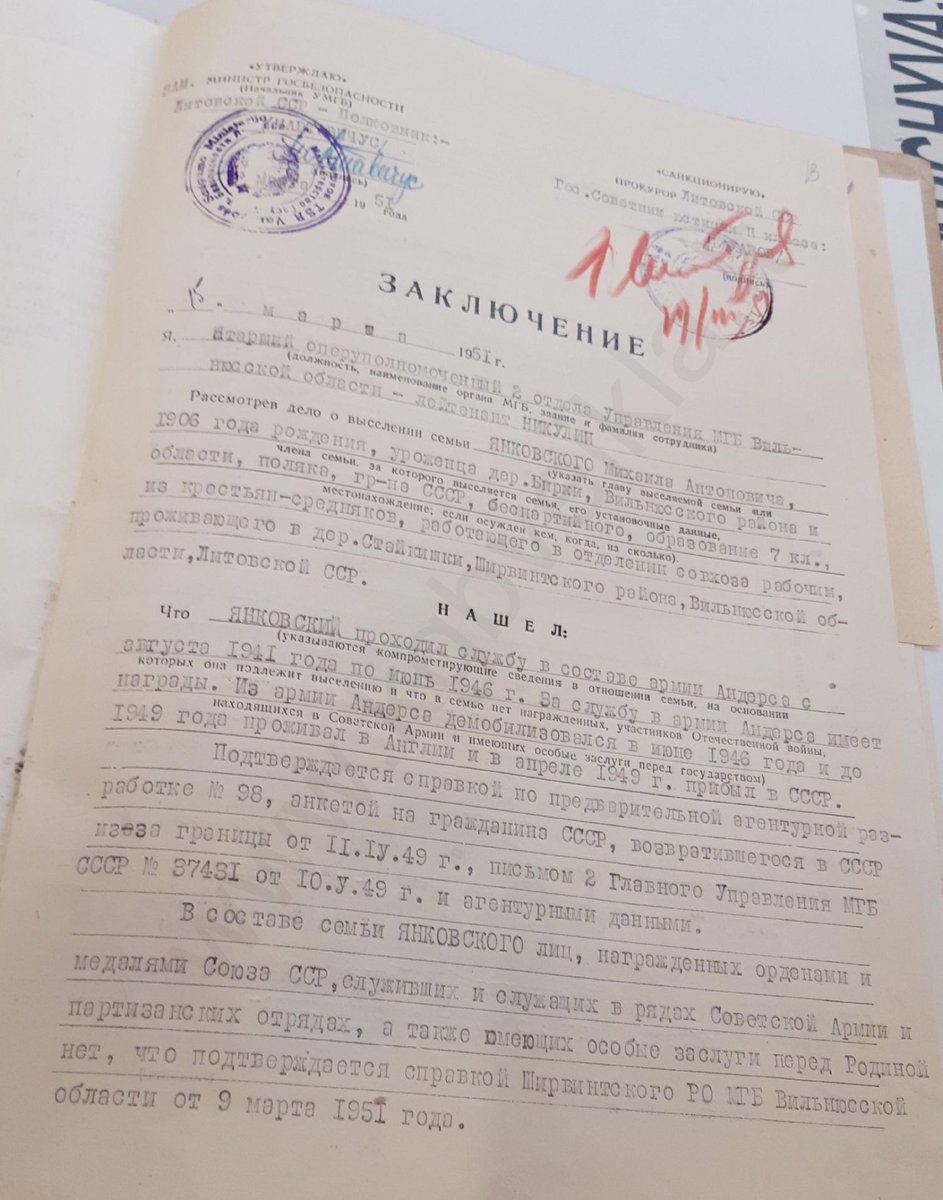 «УТВЕРЖДАЮ»
ЗАМ. МИНИСТР ГОСБЕЗОПАСНОСТИ
(Начальник УМГБ)
Литовской ССР – Полковник:-
1951 года
13
«САНКЦИОНИРУЮ»
ПРОКУРОР Литовской ССР
Гос.Советник юстиции II класса:
(подпись)
ЗАКЛЮЧЕНИЕ
„15. марта 1951 г.
Я, Старший оперуполномоченный 2 отдела Управления МГБ Виль-
(должность, наименование органа МГБ, звание и фамилия сотрудника)
нюсской области – лейтенант НИКУЛИН
Рассмотрев дело о выселении семьи ЯНКОВСКОГО Михаила Антоновича,
(указать главу выселяемой семьи или
1906 года рождения, уроженца дер.Бирки, Вильнюсского района и
члена семьи, за которого выселяется семья, его установочные данные,
области, поляка, гр-на СССР, беспартийного, образование 7 кл.,
местонахождение; если осужден кем, когда, на сколько).
из крестьян-средняков, работающего в отделении совхоза рабочим,
проживающего в дер.Стайкишки, Ширвинтского района, Вильнюсской об-
ласти, Литовской ССР.
НАШЕЛ:
Что ЯНКОВСКИЙ проходил службу в составе армии Андерса с
(указываются компрометирующие сведения в отношении семьи, на основании
августа 1941 года по июнь 1946 г. За службу в армии Андерса имеет
которых она подлежит выселению и что в семье нет награжденных, участников Отечественной войны,
награды. Из армии Андерса демобилизовался в июне 1946 года и до
находящихся в Советской Армии и имеющих особые заслуги перед государством)
1949 года проживал в Англии и в апреле 1949 г. прибыл в СССР.
Подтверждается справкой по предварительной агентурной раз-
работке № 98, анкетой на гражданина СССР, возвратившегося в СССР
из-за границы от II.IУ.49 г., письмом 2 Главного Управления МГБ
СССР № 37431 от 10.У.49 г. и агентурными данными.
В составе семьи ЯНКОВСКОГО лиц, награжденных орденами и
медалями Союза ССР, служивших и служащих в рядах Советской Армии и
партизанских отрядах, а также имеющих особые заслуги перед Родиной
нет, что подтверждается справкой Ширвинтского РО МГБ Вильнюсской
области от 9 марта 1951 года.